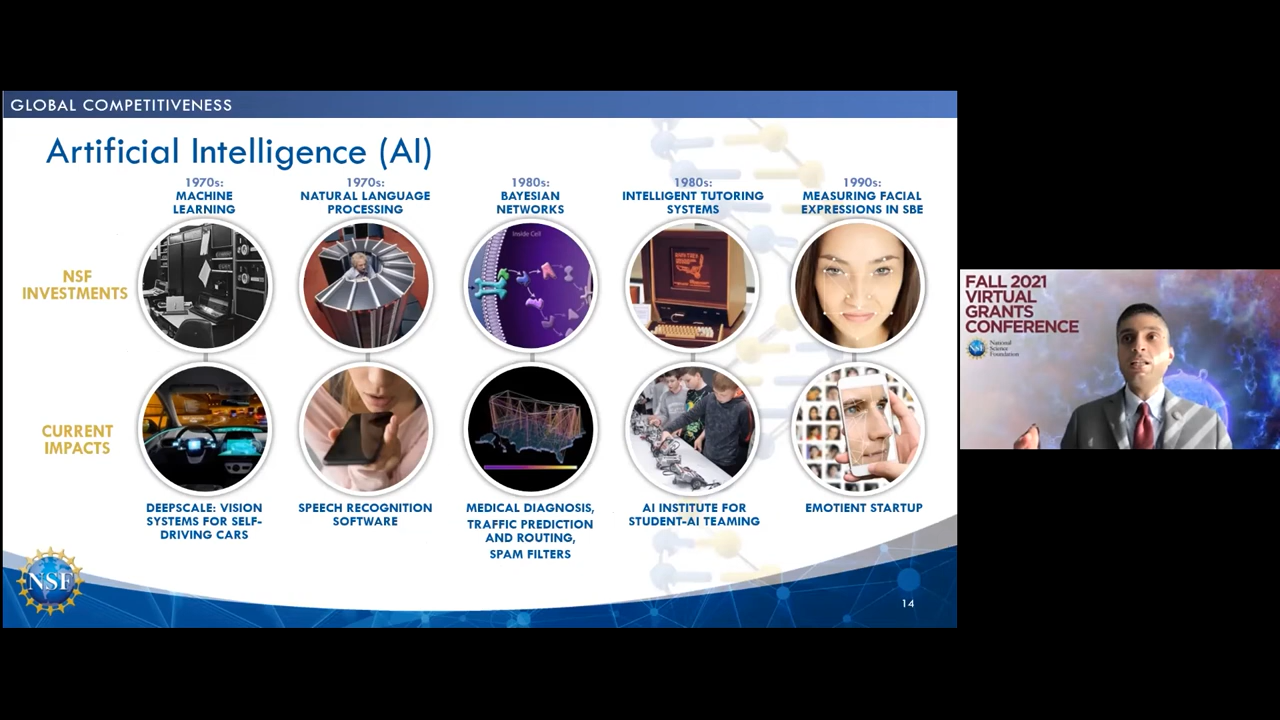 GLOBAL COMPETITIVENESS
Artificial Intelligence (AI)
1970s:
MACHINE
LEARNING
1970s:
NATURAL LANGUAGE
PROCESSING
1980s:
BAYESIAN
NETWORKS
1980s:
INTELLIGENT TUTORING
SYSTEMS
1990s:
MEASURING FACIAL
EXPRESSIONS IN SBE
NSF
INVESTMENTS
Inside Cell
CURRENT
IMPACTS
DEEPSCALE: VISION
SYSTEMS FOR SELF-
DRIVING CARS
SPEECH RECOGNITION
SOFTWARE
MEDICAL DIAGNOSIS,
TRAFFIC PREDICTION
AND ROUTING,
SPAM FILTERS
AI INSTITUTE FOR
STUDENT-AI TEAMING
EMOTIENT STARTUP
NSF
14
FALL 2021
VIRTUAL
GRANTS
CONFERENCE
NSF
National
Science
Foundation